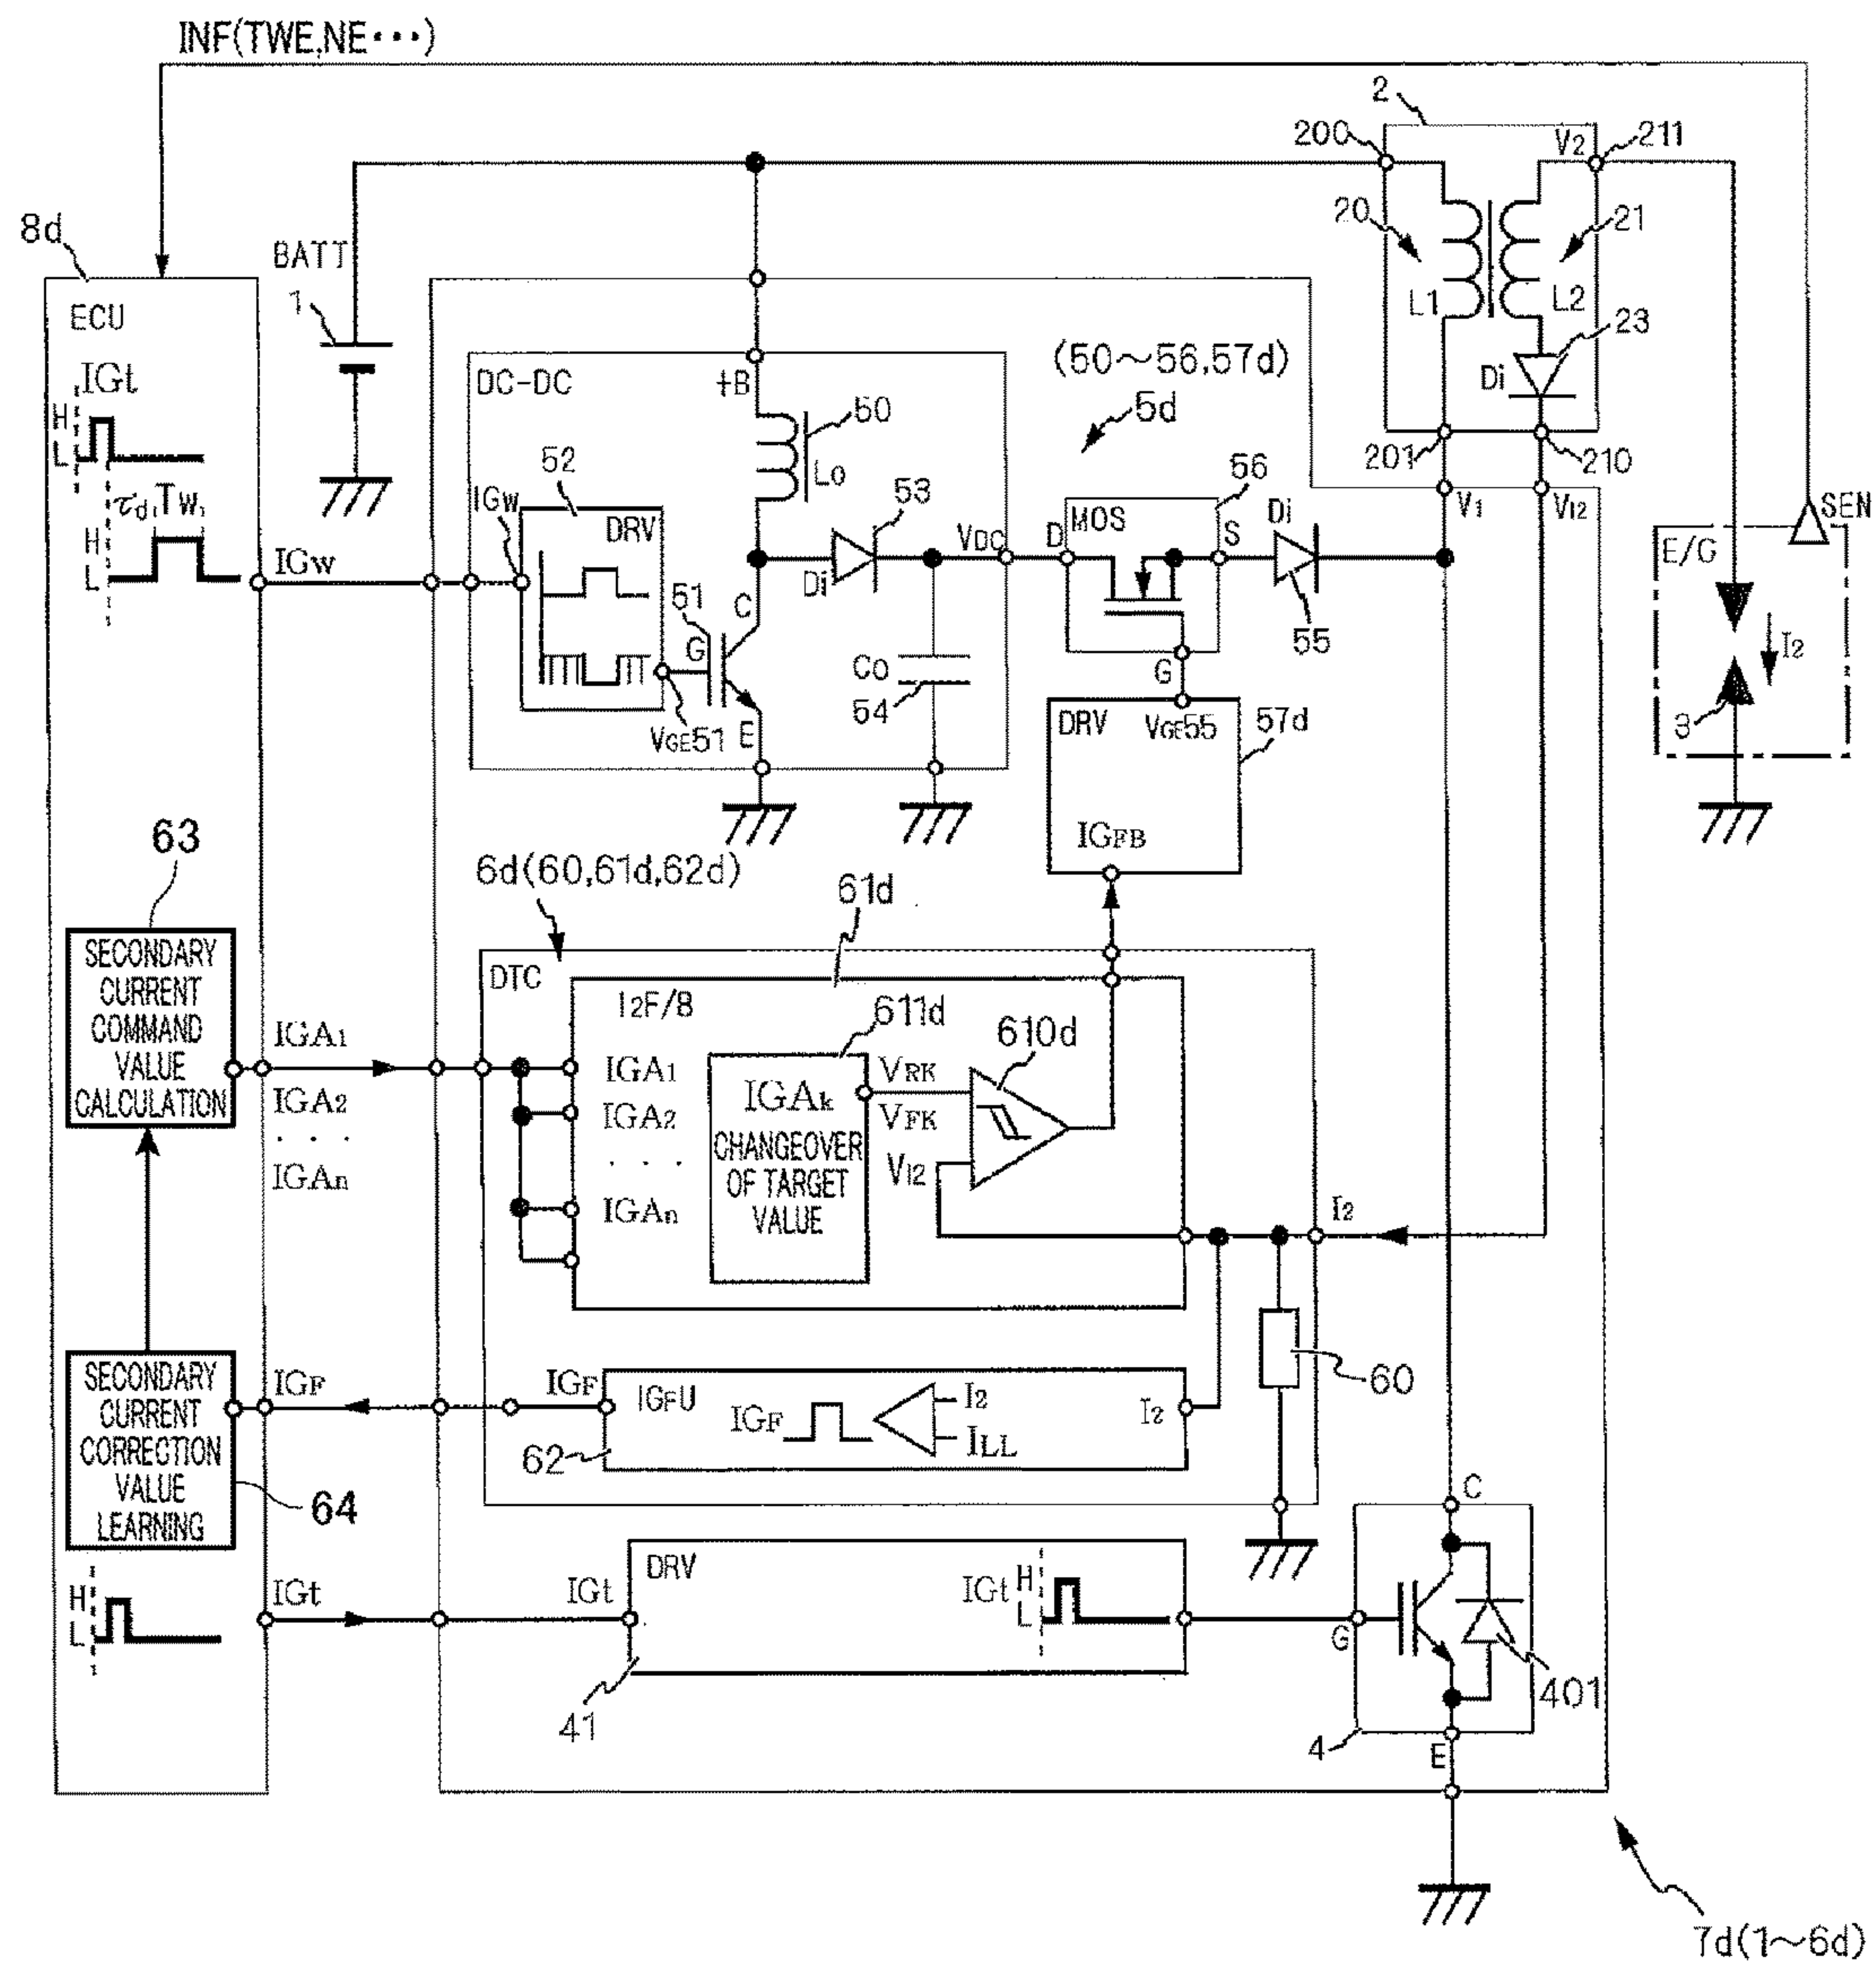 INF(TWE,NE･･･)
2
200
V2
211
8d
BATT
20
21
1
ECU
L1
L2
23
IGt
(50～56,57d)
Di
DC-DC
+B
5d
H
L
50
201
210
52
L0
56
SEN
τd,Tw,
IGW
53
V1
VI2
DRV
MOS
Di
H
L
IGW
VDC
D
S
E/G
51
C
Di
55
I2
G
C0
G
54
DRV
VGE55
57d
3
VGE51
E
63
IGFB
6d(60,61d,62d)
61d
SECONDARY
CURRENT
COMMAND
VALUE
CALCULATION
DTC
I2F/B
611d
610d
IGA1
IGA1
IGAk
VRK
IGA2
IGA2
VFK
. . .
. . .
CHANGEOVER
OF TARGET
VALUE
VI2
IGAn
IGAn
I2
SECONDARY
CURRENT
CORRECTION
VALUE
LEARNING
IGF
IGF
IGFU
IGF
I2
ILL
I2
60
62
64
C
DRV
H
L
IGt
IGt
IGt
H
L
G
401
41
4
E
7d(1～6d)